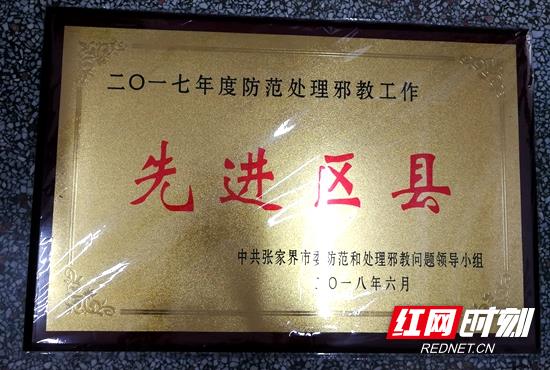 二〇一七年度防范处理邪教工作
先进区县
中共张家界市委防范和处理邪教问题领导小组
二〇一八年六月
红网时刻
REDNET.CN